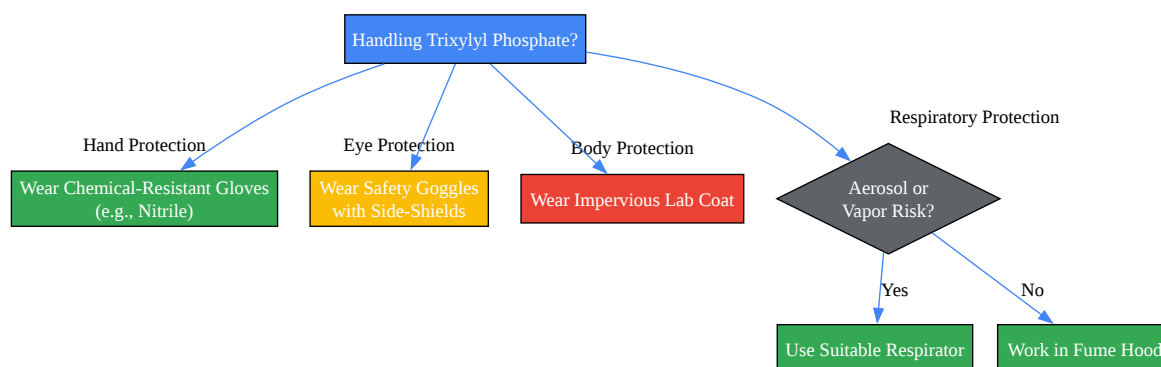 Handling Trixylyl Phosphate?
Hand Protection
Eye Protection
Body Protection
Respiratory Protection
Wear Chemical-Resistant Gloves
(e.g., Nitrile)
Wear Safety Goggles
with Side-Shields
Wear Impervious Lab Coat
Aerosol or
Vapor Risk?
Yes
No
Use Suitable Respirator
Work in Fume Hood